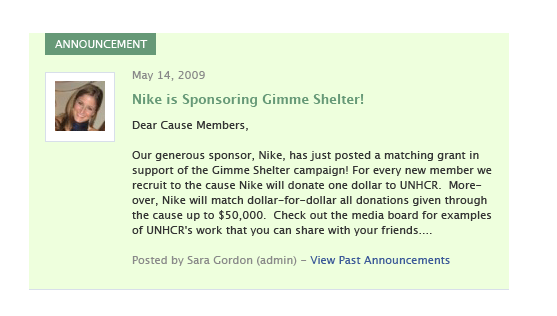 ANNOUNCEMENT
May 14, 2009
Nike is Sponsoring Gimme Shelter!
Dear Cause Members,
Our generous sponsor, Nike, has just posted a matching grant in
support of the Gimme Shelter campaign! For every new member we
recruit to the cause Nike will donate one dollar to UNHCR.  More-
over, Nike will match dollar-for-dollar all donations given through
the cause up to $50,000.  Check out the media board for examples
of UNHCR's work that you can share with your friends....
Posted by Sara Gordon (admin) - View Past Announcements